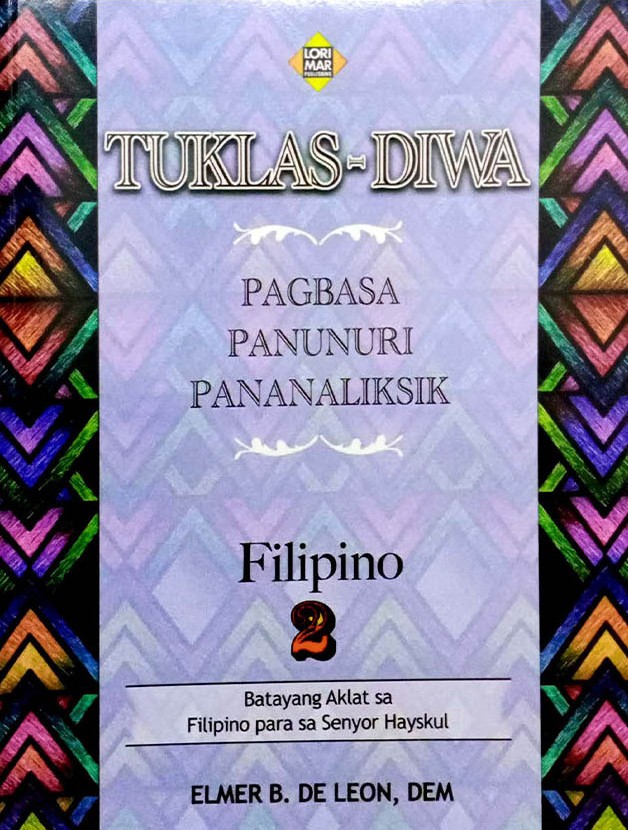 LORI
MAR
PUBLISHING
TUKLAS-DIWA
PAGBASA
PANUNURI
PANANALIKSIK
Filipino
2
Batayang Aklat sa
Filipino para sa Senyor Hayskul
ELMER B. DE LEON, DEM